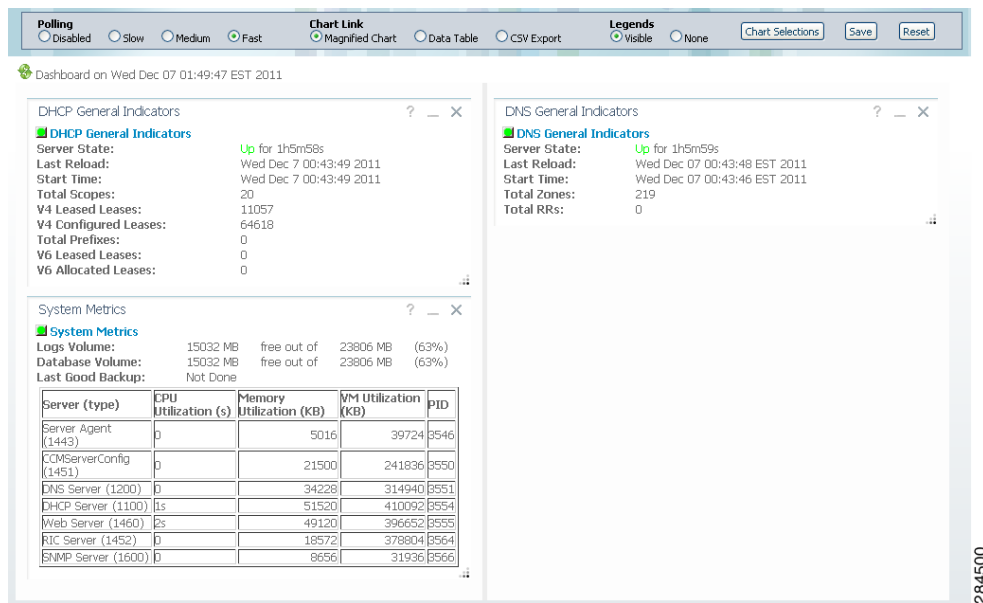 Polling Chart Link Legends
Disabled Slow Medium Fast Magnified Chart Data Table CSV Export Visible None Chart Selections Save Reset
Dashboard on Wed Dec 07 01:49:47 EST 2011
DHCP General Indicators ? _ X
DHCP General Indicators
Server State: Up for 1h5m58s
Last Reload: Wed Dec 7 00:43:49 2011
Start Time: Wed Dec 7 00:43:49 2011
Total Scopes: 20
V4 Leased Leases: 11057
V4 Configured Leases: 64618
Total Prefixes: 0
V6 Leased Leases: 0
V6 Allocated Leases: 0
DNS General Indicators ? _ X
DNS General Indicators
Server State: Up for 1h5m59s
Last Reload: Wed Dec 07 00:43:48 EST 2011
Start Time: Wed Dec 07 00:43:46 EST 2011
Total Zones: 219
Total RRs: 0
System Metrics ? _ X
System Metrics
Logs Volume: 15032 MB free out of 23806 MB (63%)
Database Volume: 15032 MB free out of 23806 MB (63%)
Last Good Backup: Not Done
Server (type) CPU Utilization (s) Memory Utilization (KB) VM Utilization (KB) PID
Server Agent (1443) 0 5016 39724 3546
CCMServerConfig (1451) 0 21500 241836 3550
DNS Server (1200) 0 34228 314940 3551
DHCP Server (1100) 1s 51520 410092 3554
Web Server (1460) 2s 49120 396652 3555
RIC Server (1452) 0 18572 378804 3564
SNMP Server (1600) 0 8656 31936 3566
284500